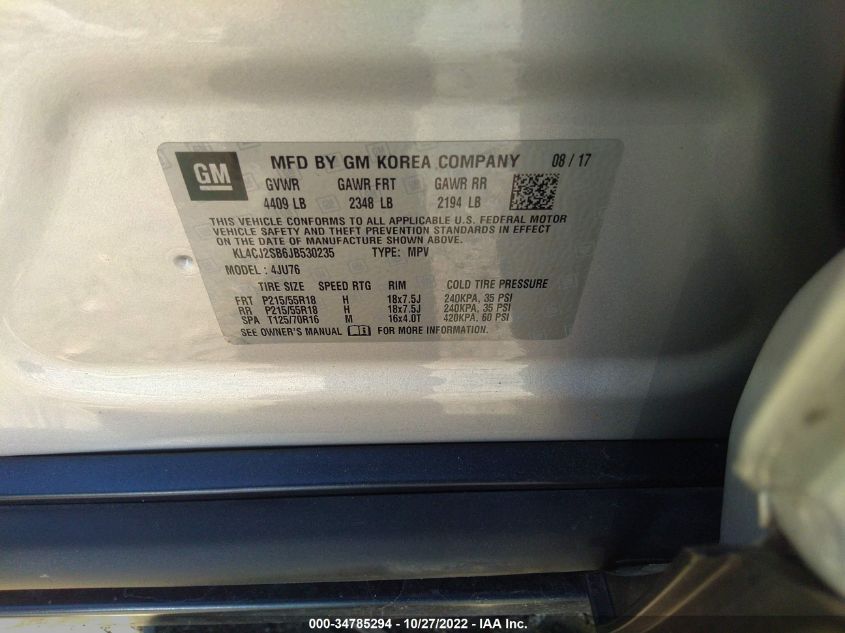 GM MFD BY GM KOREA COMPANY 08 / 17
GVWR GAWR FRT GAWR RR
4409 LB 2348 LB 2194 LB
THIS VEHICLE CONFORMS TO ALL APPLICABLE U.S. FEDERAL MOTOR
VEHICLE SAFETY AND THEFT PREVENTION STANDARDS IN EFFECT
ON THE DATE OF MANUFACTURE SHOWN ABOVE.
KL4CJ2SB6JB530235 TYPE: MPV
MODEL : 4JU76
TIRE SIZE SPEED RTG RIM COLD TIRE PRESSURE
FRT P215/55R18 H 18x7.5J 240KPA, 35 PSI
RR P215/55R18 H 18x7.5J 240KPA, 35 PSI
SPA T125/70R16 M 16x4.0T 420KPA, 60 PSI
SEE OWNER'S MANUAL FOR MORE INFORMATION.
000-34785294 - 10/27/2022 - IAA Inc.